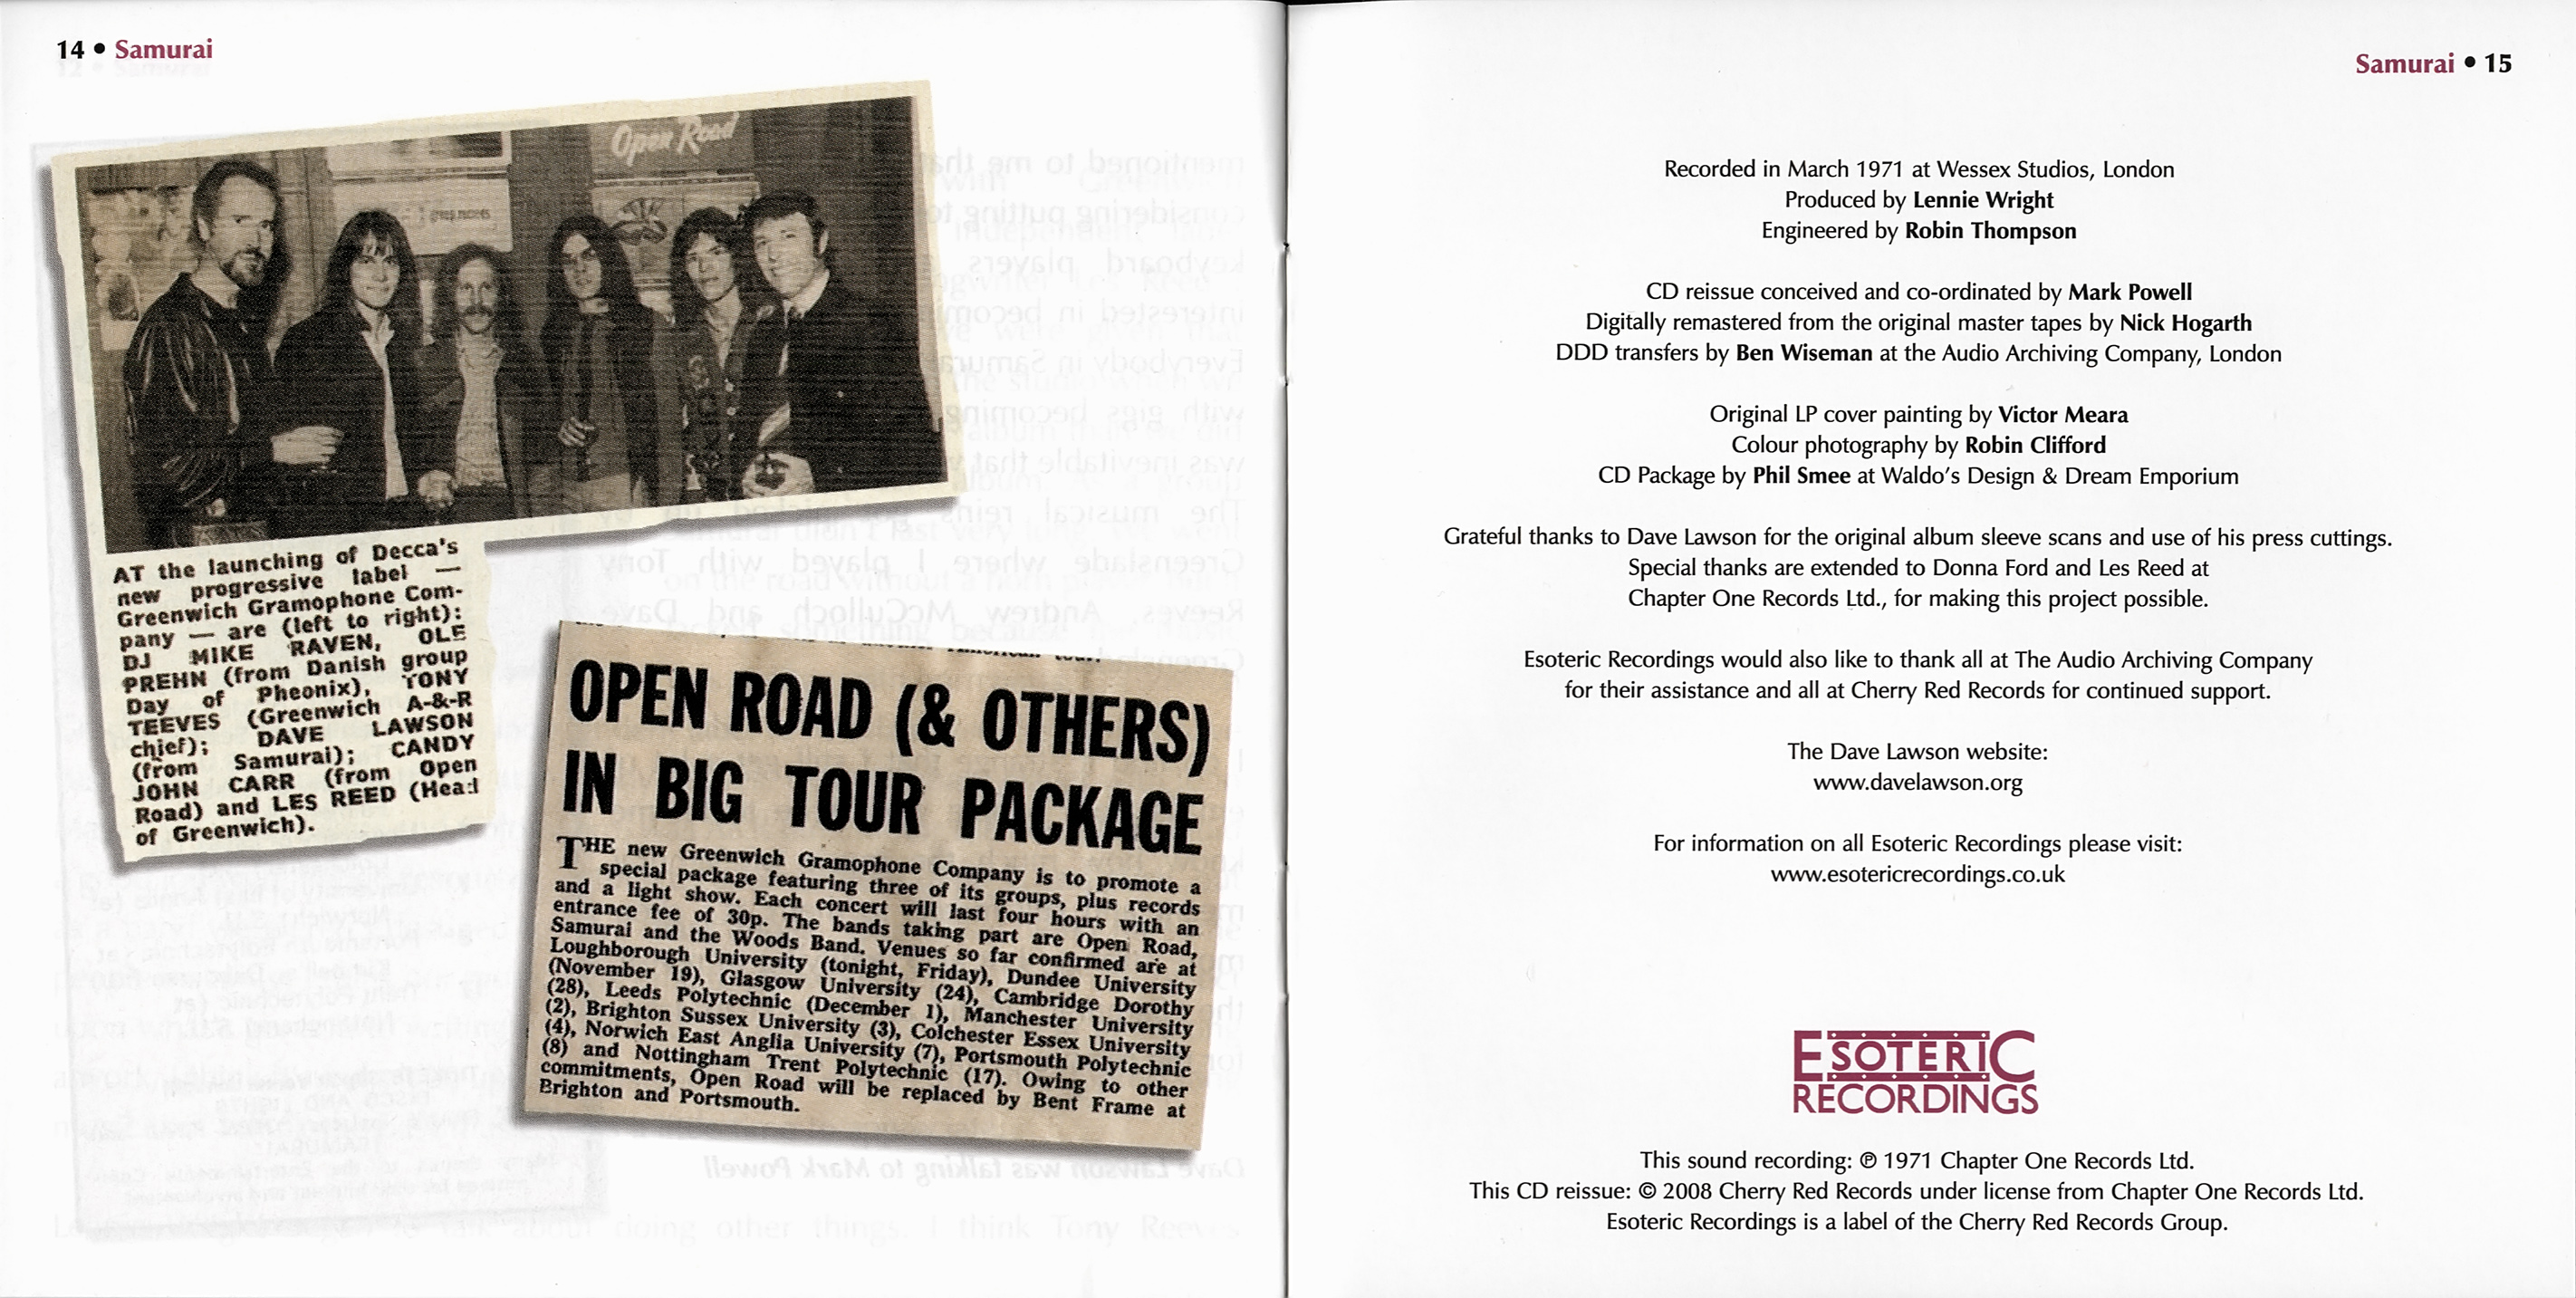 14 • Samurai
Open Road
AT the launching of Decca's
new progressive label —
Greenwich Gramophone Com-
pany — are (left to right):
DJ MIKE RAVEN, OLE
PREHN (from Danish group
Day of Pheonix), TONY
TEEVES (Greenwich A-&-R
chief); DAVE LAWSON
(from Samurai); CANDY
JOHN CARR (from Open
Road) and LES REED (Head
of Greenwich).
OPEN ROAD (& OTHERS)
IN BIG TOUR PACKAGE
THE new Greenwich Gramophone Company is to promote a
special package featuring three of its groups, plus records
and a light show. Each concert will last four hours with an
entrance fee of 30p. The bands taking part are Open Road,
Samurai and the Woods Band. Venues so far confirmed are at
Loughborough University (tonight, Friday), Dundee University
(November 19), Glasgow University (24), Cambridge Dorothy
(28), Leeds Polytechnic (December 1), Manchester University
(2), Brighton Sussex University (3), Colchester Essex University
(4), Norwich East Anglia University (7), Portsmouth Polytechnic
(8) and Nottingham Trent Polytechnic (17). Owing to other
commitments, Open Road will be replaced by Bent Frame at
Brighton and Portsmouth.
Samurai • 15
Recorded in March 1971 at Wessex Studios, London
Produced by Lennie Wright
Engineered by Robin Thompson
CD reissue conceived and co-ordinated by Mark Powell
Digitally remastered from the original master tapes by Nick Hogarth
DDD transfers by Ben Wiseman at the Audio Archiving Company, London
Original LP cover painting by Victor Meara
Colour photography by Robin Clifford
CD Package by Phil Smee at Waldo's Design & Dream Emporium
Grateful thanks to Dave Lawson for the original album sleeve scans and use of his press cuttings.
Special thanks are extended to Donna Ford and Les Reed at
Chapter One Records Ltd., for making this project possible.
Esoteric Recordings would also like to thank all at The Audio Archiving Company
for their assistance and all at Cherry Red Records for continued support.
The Dave Lawson website:
www.davelawson.org
For information on all Esoteric Recordings please visit:
www.esotericrecordings.co.uk
ESOTERIC
RECORDINGS
This sound recording: ℗ 1971 Chapter One Records Ltd.
This CD reissue: © 2008 Cherry Red Records under license from Chapter One Records Ltd.
Esoteric Recordings is a label of the Cherry Red Records Group.